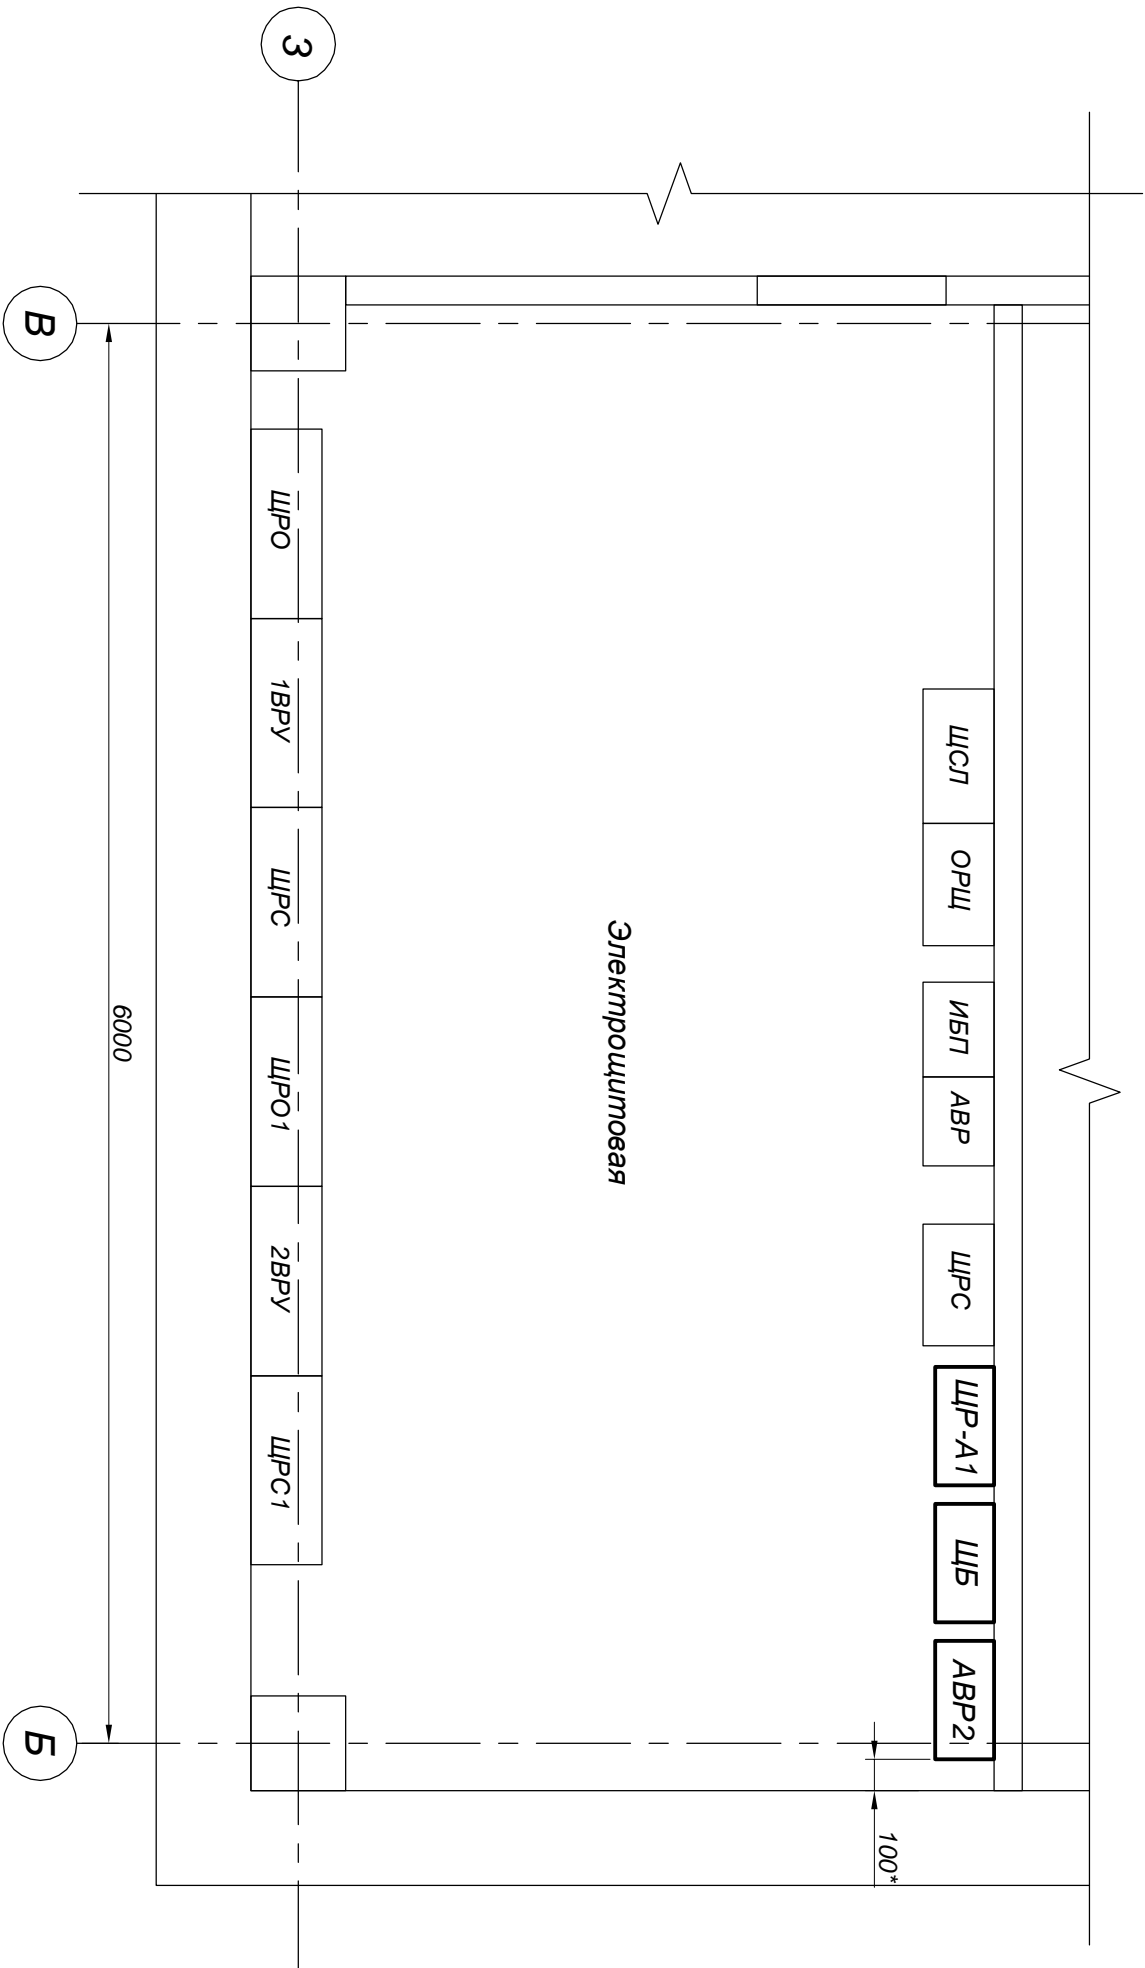 3
В
Б
6000
ЩРО
1ВРУ
ЩРС
ЩРО1
2ВРУ
ЩРС1
Электрощитовая
ЩСЛ
ОРЩ
ИБП
АВР
ЩРС
ЩР-А1
ЩБ
АВР2
100*